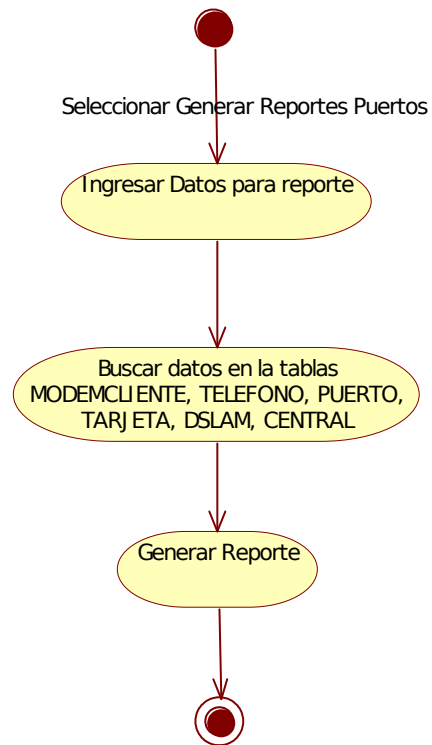 Seleccionar Generar Reportes Puertos
Ingresar Datos para reporte
Buscar datos en la tablas
MODEMCLIENTE, TELEFONO, PUERTO,
TARJETA, DSLAM, CENTRAL
Generar Reporte